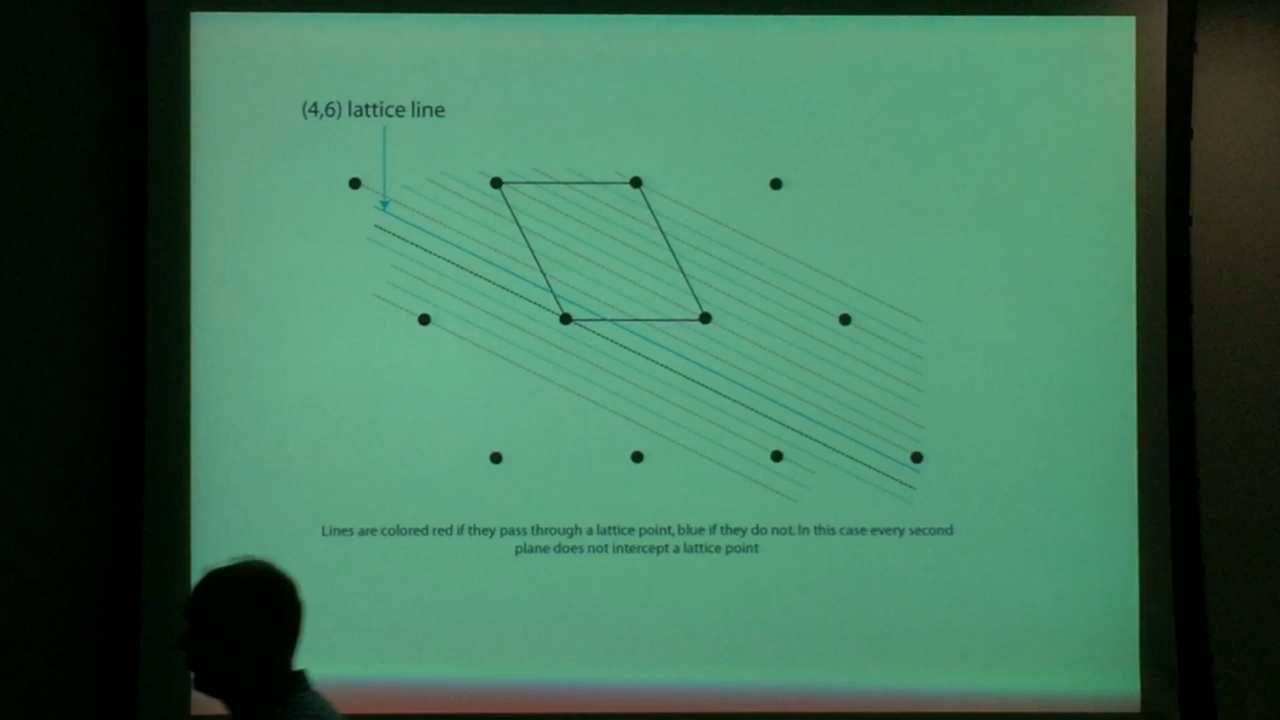 (4,6) lattice line
Lines are colored red if they pass through a lattice point, blue if they do not. In this case every second
plane does not intercept a lattice point